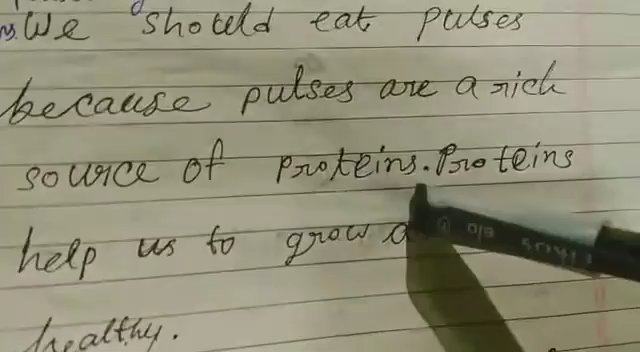 We should eat pulses
because pulses are a rich
source of proteins. Proteins
help us to grow
healthy.